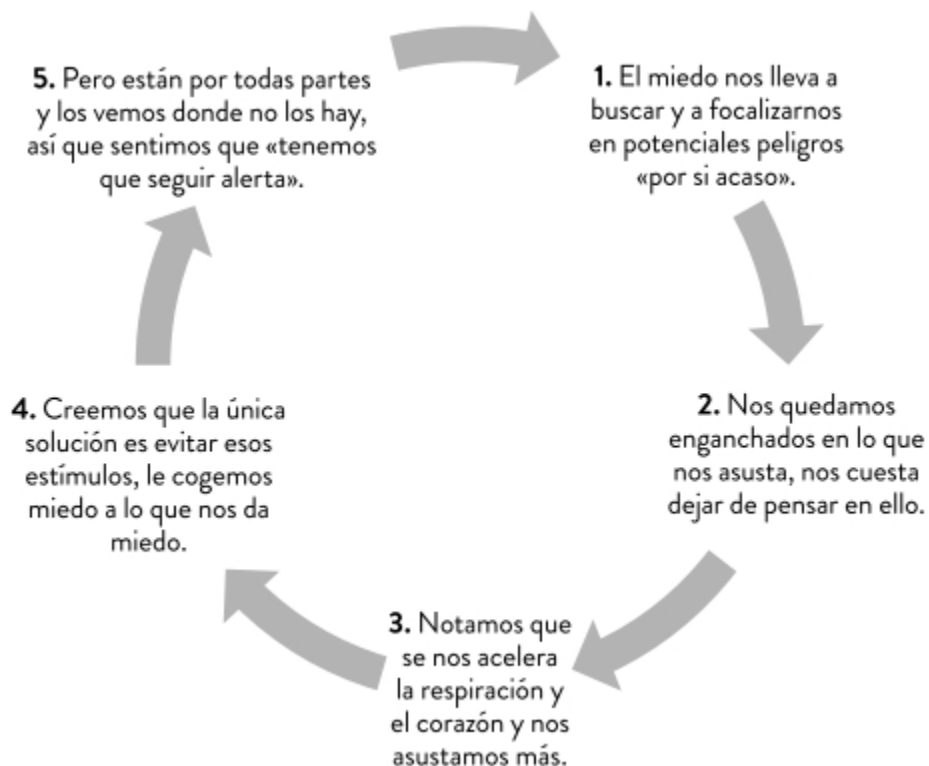 1. El miedo nos lleva a
buscar y a focalizarnos
en potenciales peligros
«por si acaso».
2. Nos quedamos
enganchados en lo que
nos asusta, nos cuesta
dejar de pensar en ello.
3. Notamos que
se nos acelera
la respiración y
el corazón y nos
asustamos más.
4. Creemos que la única
solución es evitar esos
estímulos, le cogemos
miedo a lo que nos da
miedo.
5. Pero están por todas partes
y los vemos donde no los hay,
así que sentimos que «tenemos
que seguir alerta».